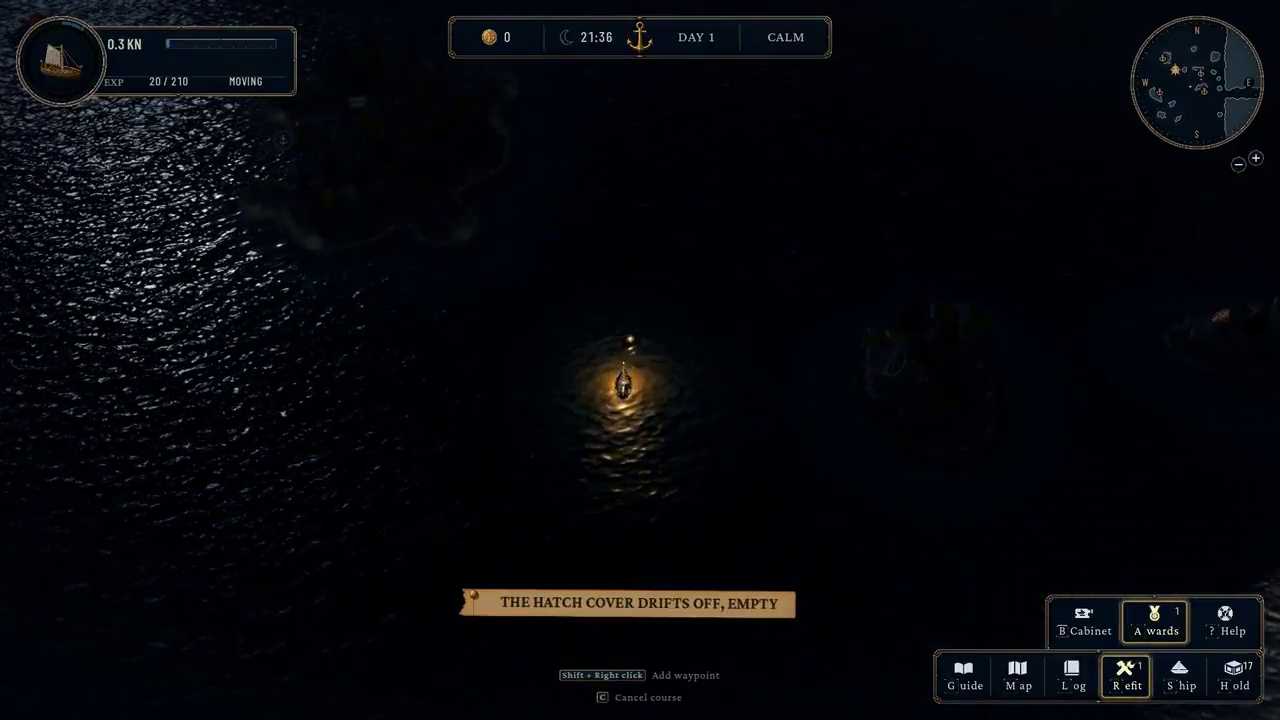 0.3 KN
EXP 20 / 210 MOVING
0 21:36 DAY 1 CALM
N
W E
S
THE HATCH COVER DRIFTS OFF, EMPTY
Shift + Right click Add waypoint
C Cancel course
B Cabinet A wards 1 ? Help
G uide M ap L og R efit 1 S hip H old 17